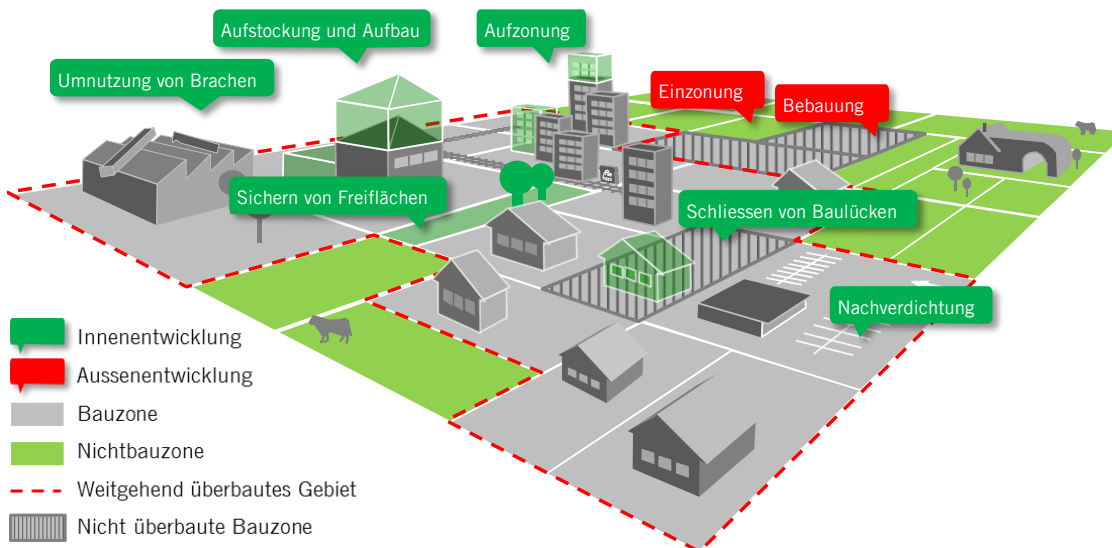 Aufstockung und Aufbau
Aufzonung
Umnutzung von Brachen
Einzonung
Bebauung
Sichern von Freiflächen
Schliessen von Baulücken
Nachverdichtung
Innenentwicklung
Aussenentwicklung
Bauzone
Nichtbauzone
Weitgehend überbautes Gebiet
Nicht überbaute Bauzone